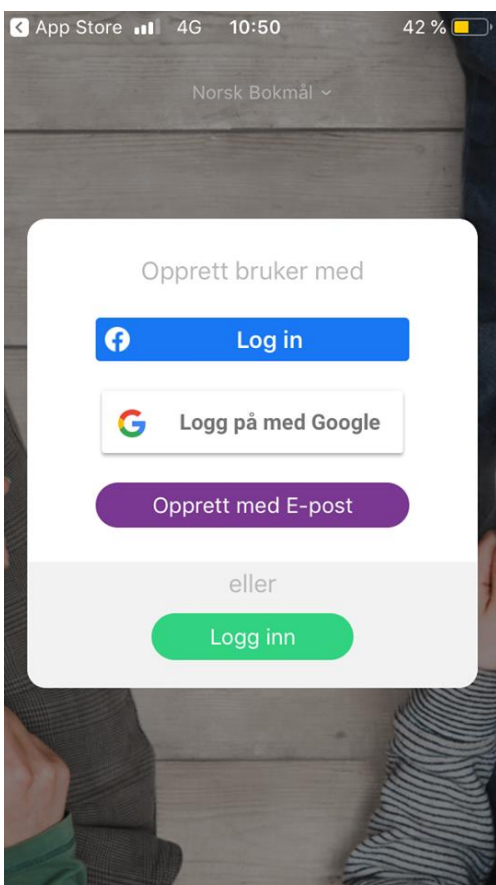 App Store 4G 10:50 42 %
Norsk Bokmål
Opprett bruker med
Log in
Logg på med Google
Opprett med E-post
eller
Logg inn